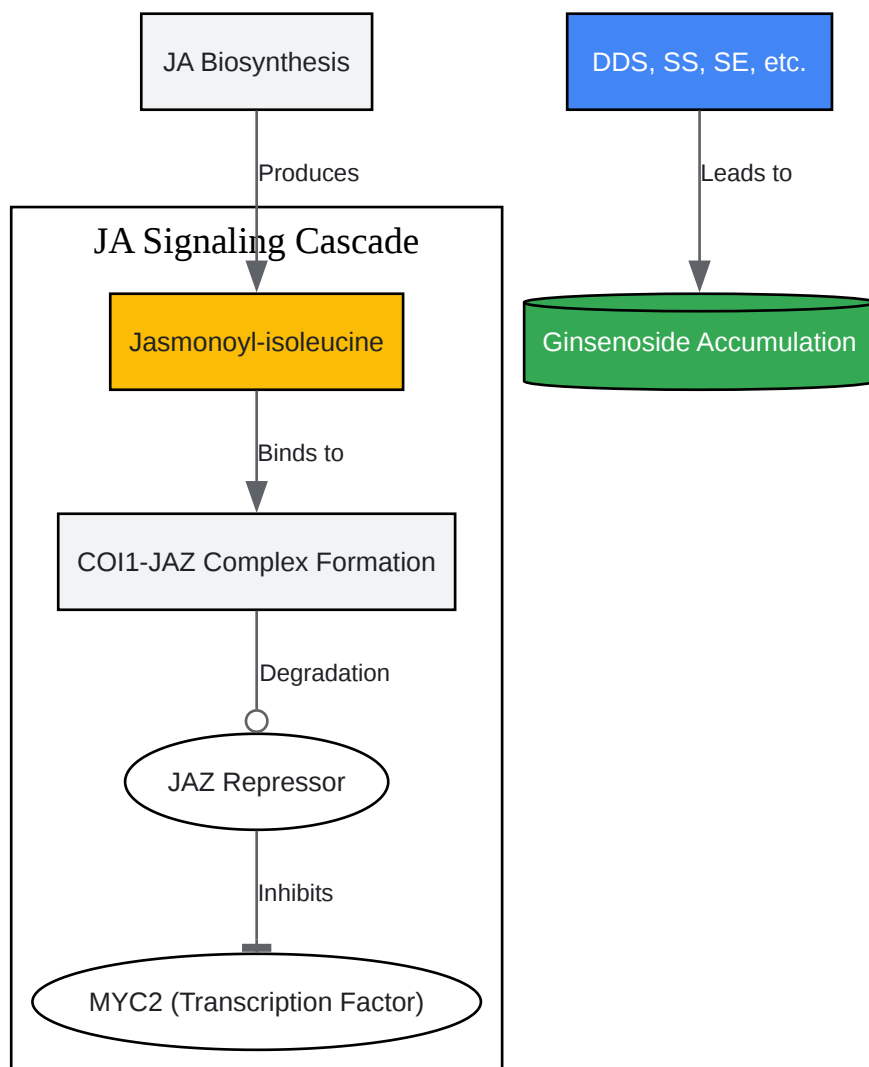 JA Biosynthesis
DDS, SS, SE, etc.
Produces
Leads to
JA Signaling Cascade
Jasmonoyl-isoleucine
Ginsenoside Accumulation
Binds to
COI1-JAZ Complex Formation
Degradation
JAZ Repressor
Inhibits
MYC2 (Transcription Factor)